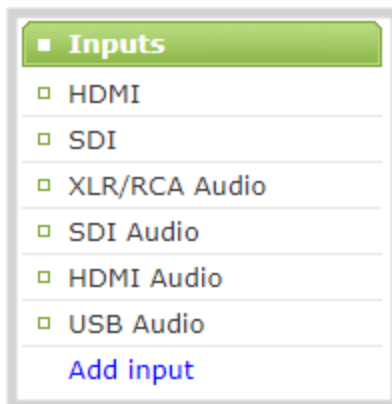 Inputs
HDMI
SDI
XLR/RCA Audio
SDI Audio
HDMI Audio
USB Audio
Add input